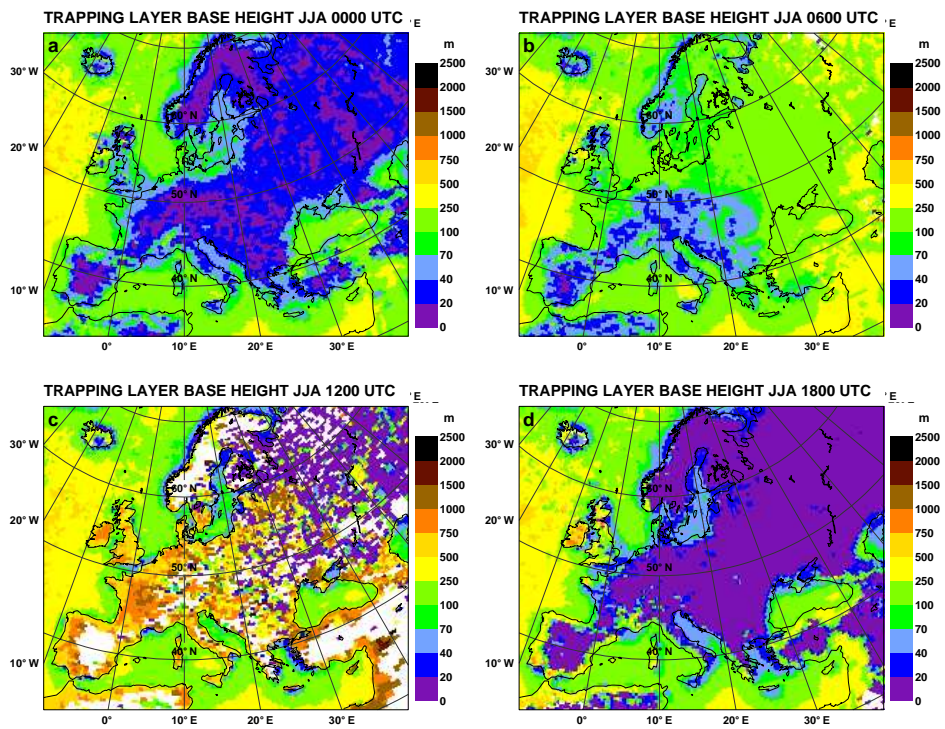 TRAPPING LAYER BASE HEIGHT JJA 0000 UTC
E
a
m
2500
2000
1500
1000
750
500
250
100
70
40
20
0
30° W
20° W
10° W
60° N
50° N
40° N
0°
10° E
20° E
30° E
TRAPPING LAYER BASE HEIGHT JJA 0600 UTC
E
b
m
2500
2000
1500
1000
750
500
250
100
70
40
20
0
30° W
20° W
10° W
60° N
50° N
40° N
0°
10° E
20° E
30° E
TRAPPING LAYER BASE HEIGHT JJA 1200 UTC
E
c
m
2500
2000
1500
1000
750
500
250
100
70
40
20
0
30° W
20° W
10° W
60° N
50° N
40° N
0°
10° E
20° E
30° E
TRAPPING LAYER BASE HEIGHT JJA 1800 UTC
E
d
m
2500
2000
1500
1000
750
500
250
100
70
40
20
0
30° W
20° W
10° W
60° N
50° N
40° N
0°
10° E
20° E
30° E